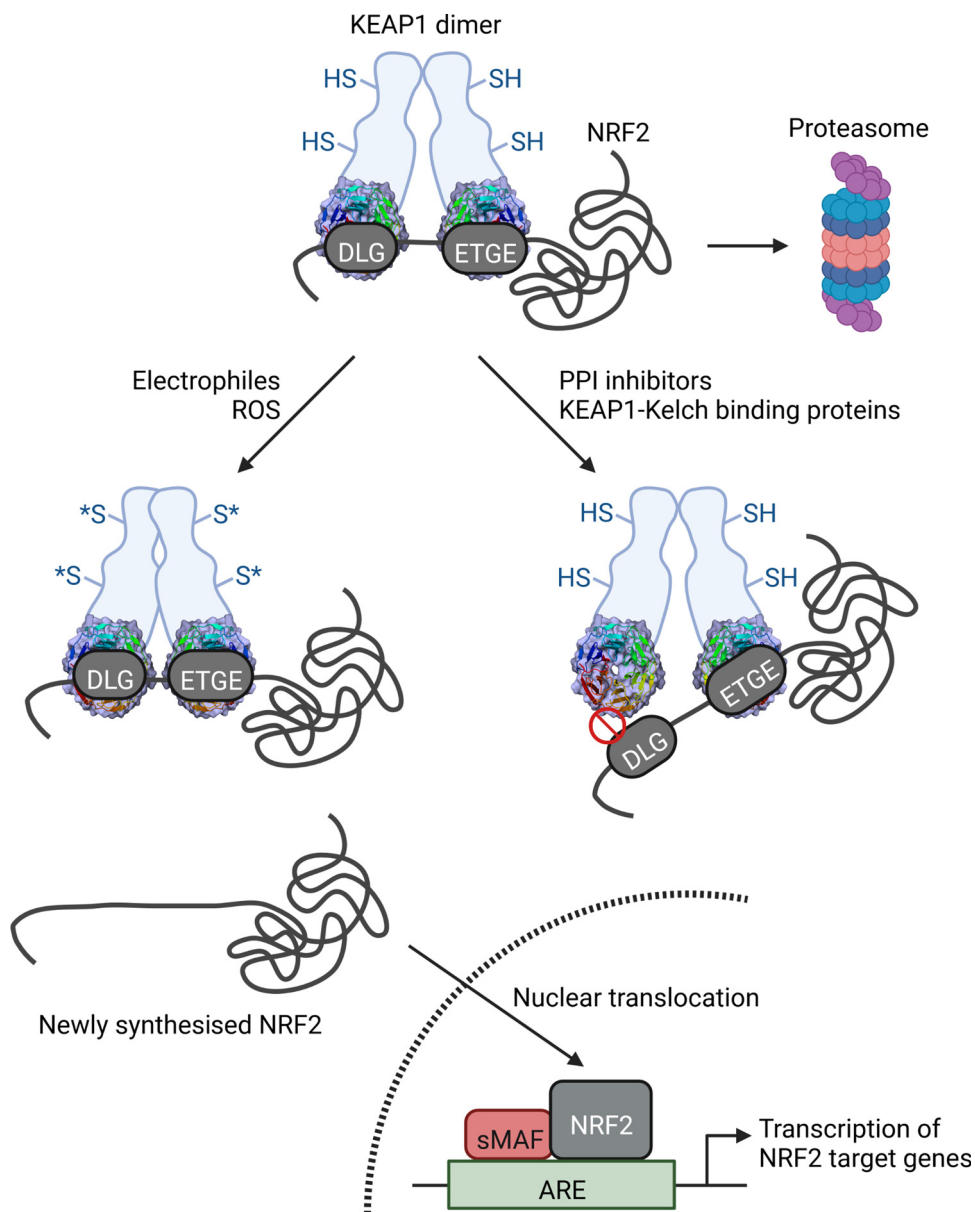 KEAP1 dimer
HS
SH
HS
SH
NRF2
Proteasome
DLG
ETGE
Electrophiles
ROS
PPI inhibitors
KEAP1-Kelch binding proteins
*S
S*
*S
S*
DLG
ETGE
HS
SH
HS
SH
ETGE
DLG
Newly synthesised NRF2
Nuclear translocation
sMAF
NRF2
ARE
Transcription of
NRF2 target genes